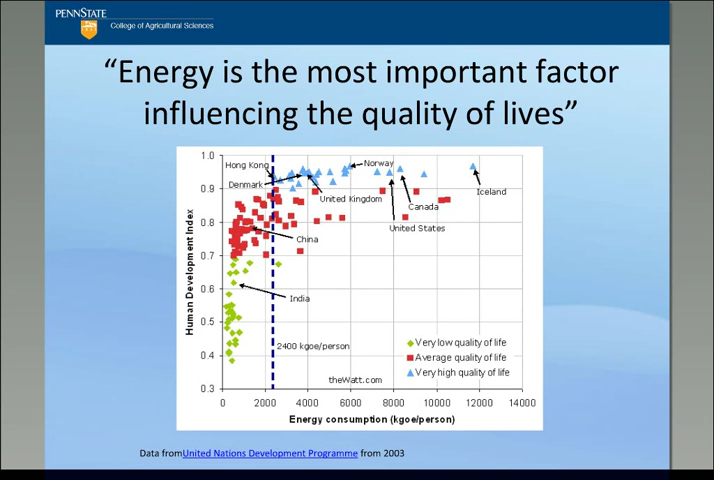 PENNSTATE
College of Agricultural Sciences
“Energy is the most important factor
influencing the quality of lives”
1.0
0.9
0.8
0.7
0.6
0.5
0.4
0.3
Human Development Index
Hong Kong
Norway
Denmark
United Kingdom
Iceland
Canada
United States
China
India
2400 kgoe/person
Very low quality of life
Average quality of life
Very high quality of life
theWatt.com
0 2000 4000 6000 8000 10000 12000 14000
Energy consumption (kgoe/person)
Data fromUnited Nations Development Programme from 2003